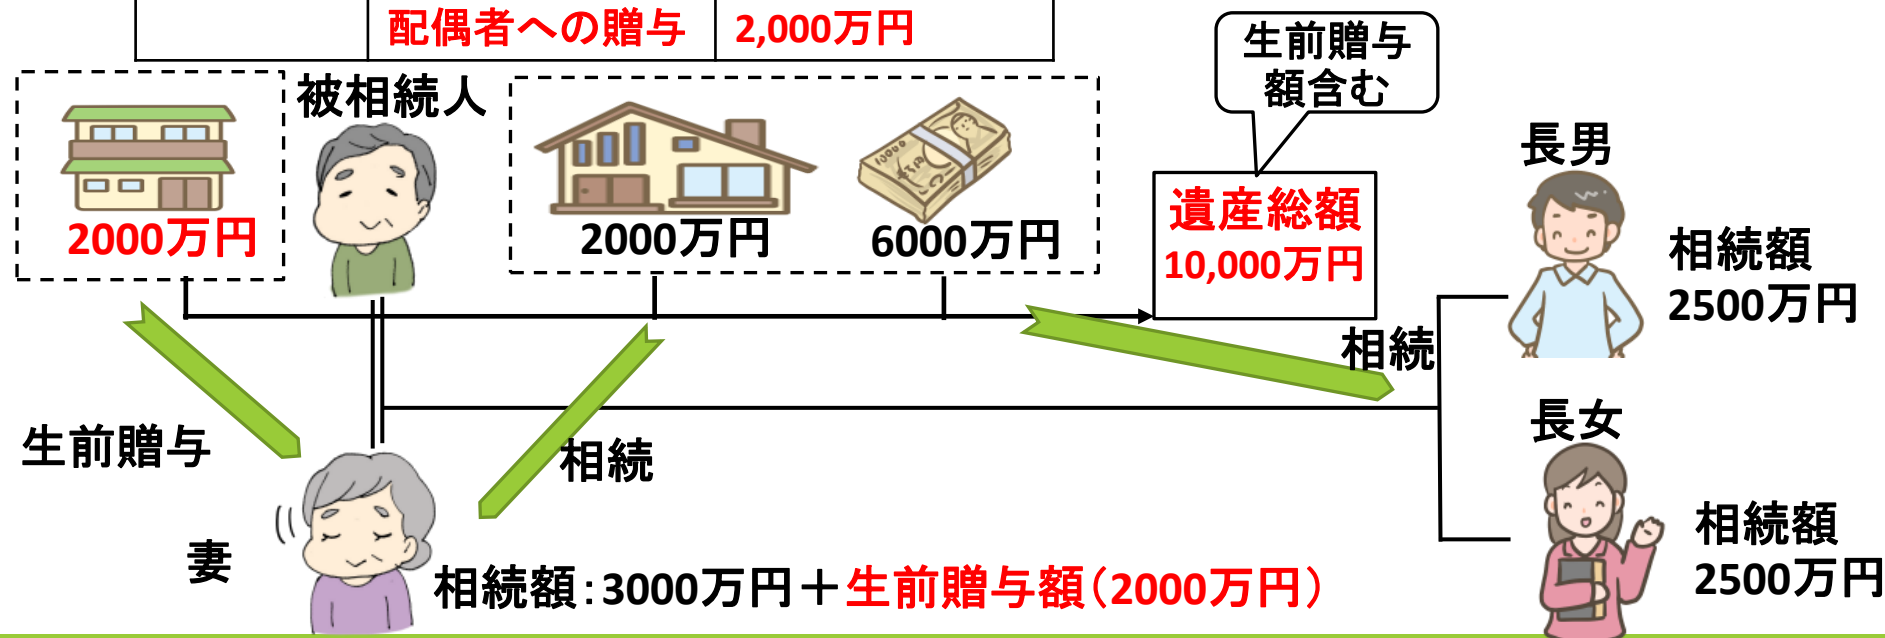 配偶者への贈与 2,000万円
生前贈与
額含む
被相続人
2000万円
2000万円
6000万円
遺産総額
10,000万円
長男
相続額
2500万円
相続
生前贈与
相続
長女
妻
相続額:3000万円＋生前贈与額(2000万円)
相続額
2500万円